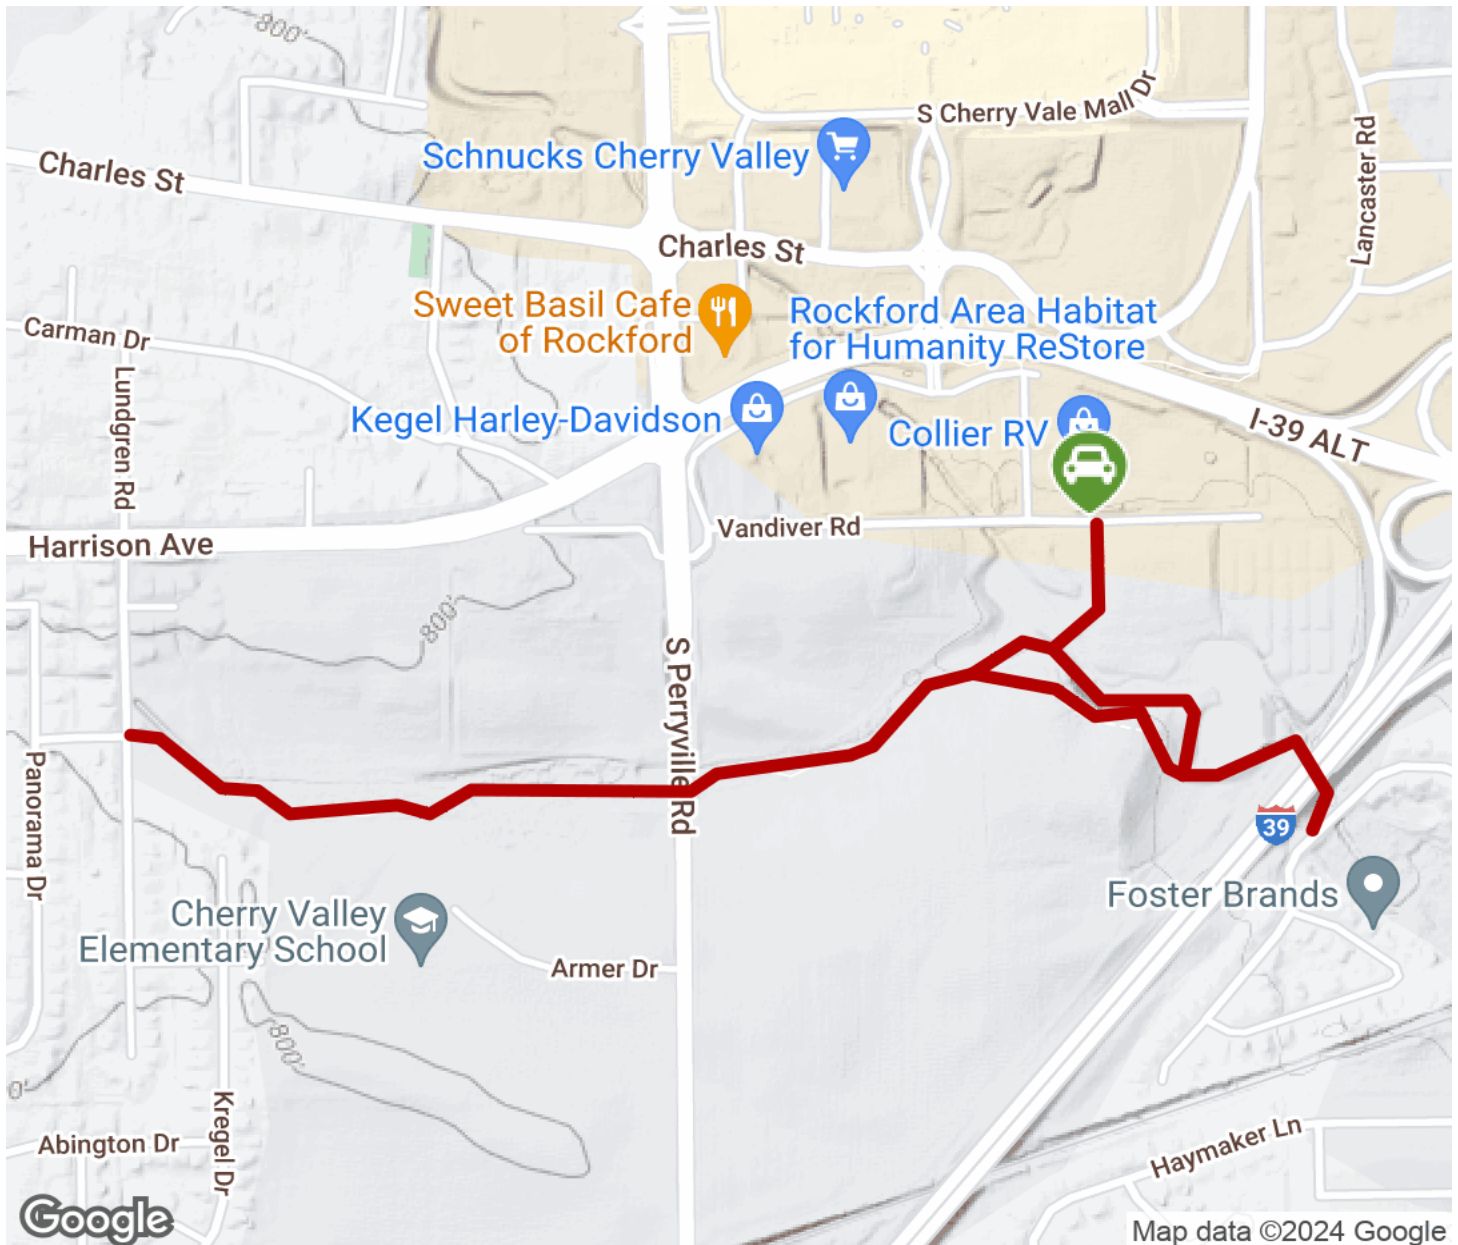 800'
S Cherry Vale Mall Dr
Lancaster Rd
Charles St
Schnucks Cherry Valley
Charles St
Sweet Basil Cafe
of Rockford
Rockford Area Habitat
for Humanity ReStore
Carman Dr
Lundgren Rd
Kegel Harley-Davidson
Collier RV
I-39 ALT
Vandiver Rd
Harrison Ave
800'
S Perryville Rd
Panorama Dr
39
Foster Brands
Cherry Valley
Elementary School
Armer Dr
800'
0'
Kregel Dr
Abington Dr
Haymaker Ln
Google
Map data ©2024 Google